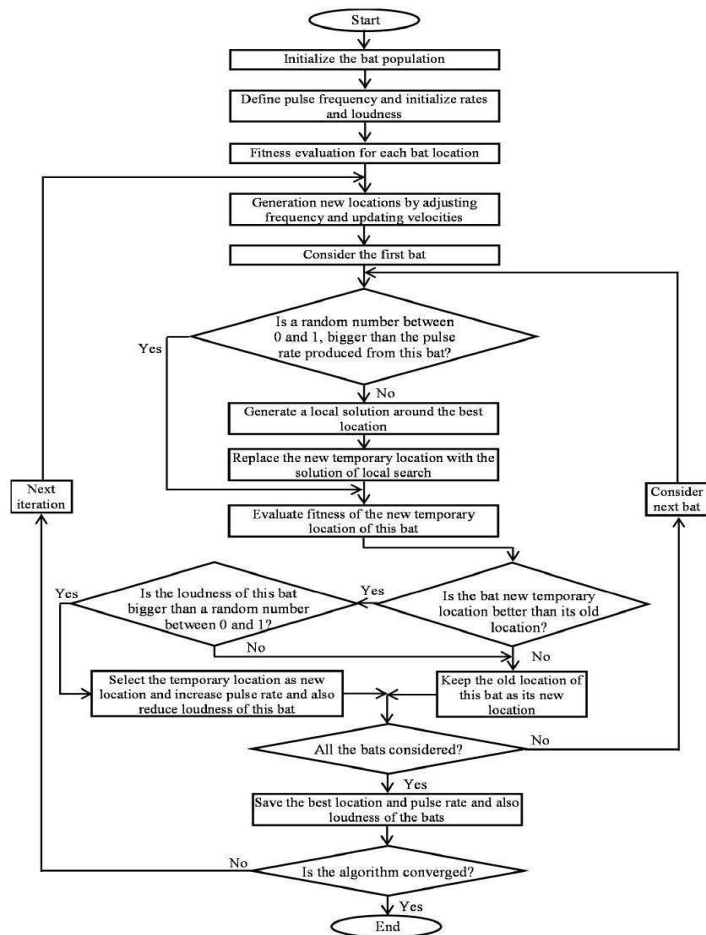 Start
Initialize the bat population
Define pulse frequency and initialize rates
and loudness
Fitness evaluation for each bat location
Generation new locations by adjusting
frequency and updating velocities
Consider the first bat
Is a random number between
0 and 1, bigger than the pulse
rate produced from this bat?
Yes
No
Generate a local solution around the best
location
Replace the new temporary location with the
solution of local search
Next
iteration
Consider
next bat
Evaluate fitness of the new temporary
location of this bat
Yes
Is the loudness of this bat
bigger than a random number
between 0 and 1?
Yes
Is the bat new temporary
location better than its old
location?
No
No
Select the temporary location as new
location and increase pulse rate and also
reduce loudness of this bat
Keep the old location of
this bat as its new
location
All the bats considered?
No
Yes
Save the best location and pulse rate and also
loudness of the bats
No
Is the algorithm converged?
Yes
End